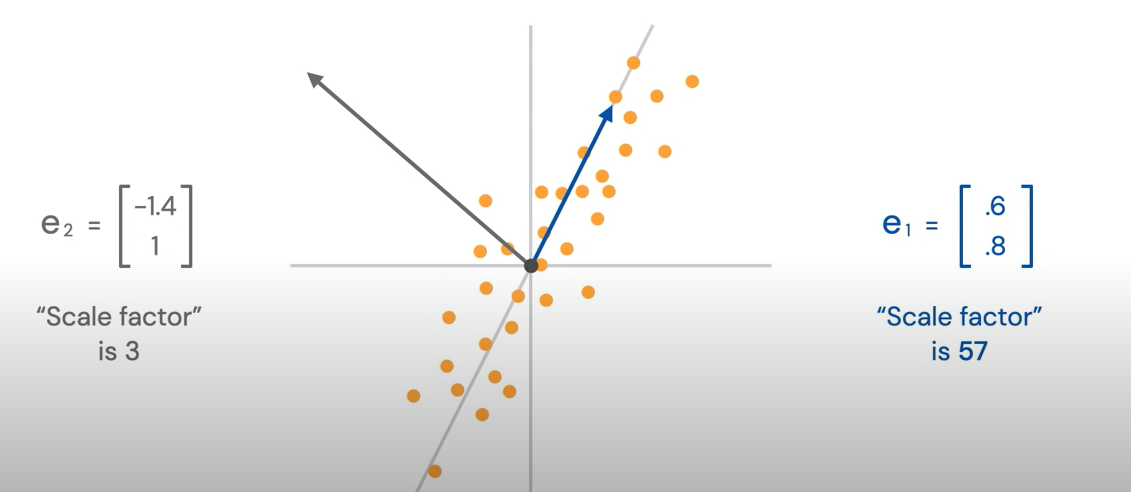 e₂ = [ −1.4
1 ]
“Scale factor”
is 3
e₁ = [ .6
.8 ]
“Scale factor”
is 57